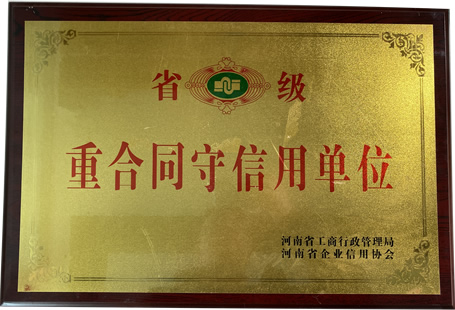 省 级
重合同守信用单位
河南省工商行政管理局
河南省企业信用协会